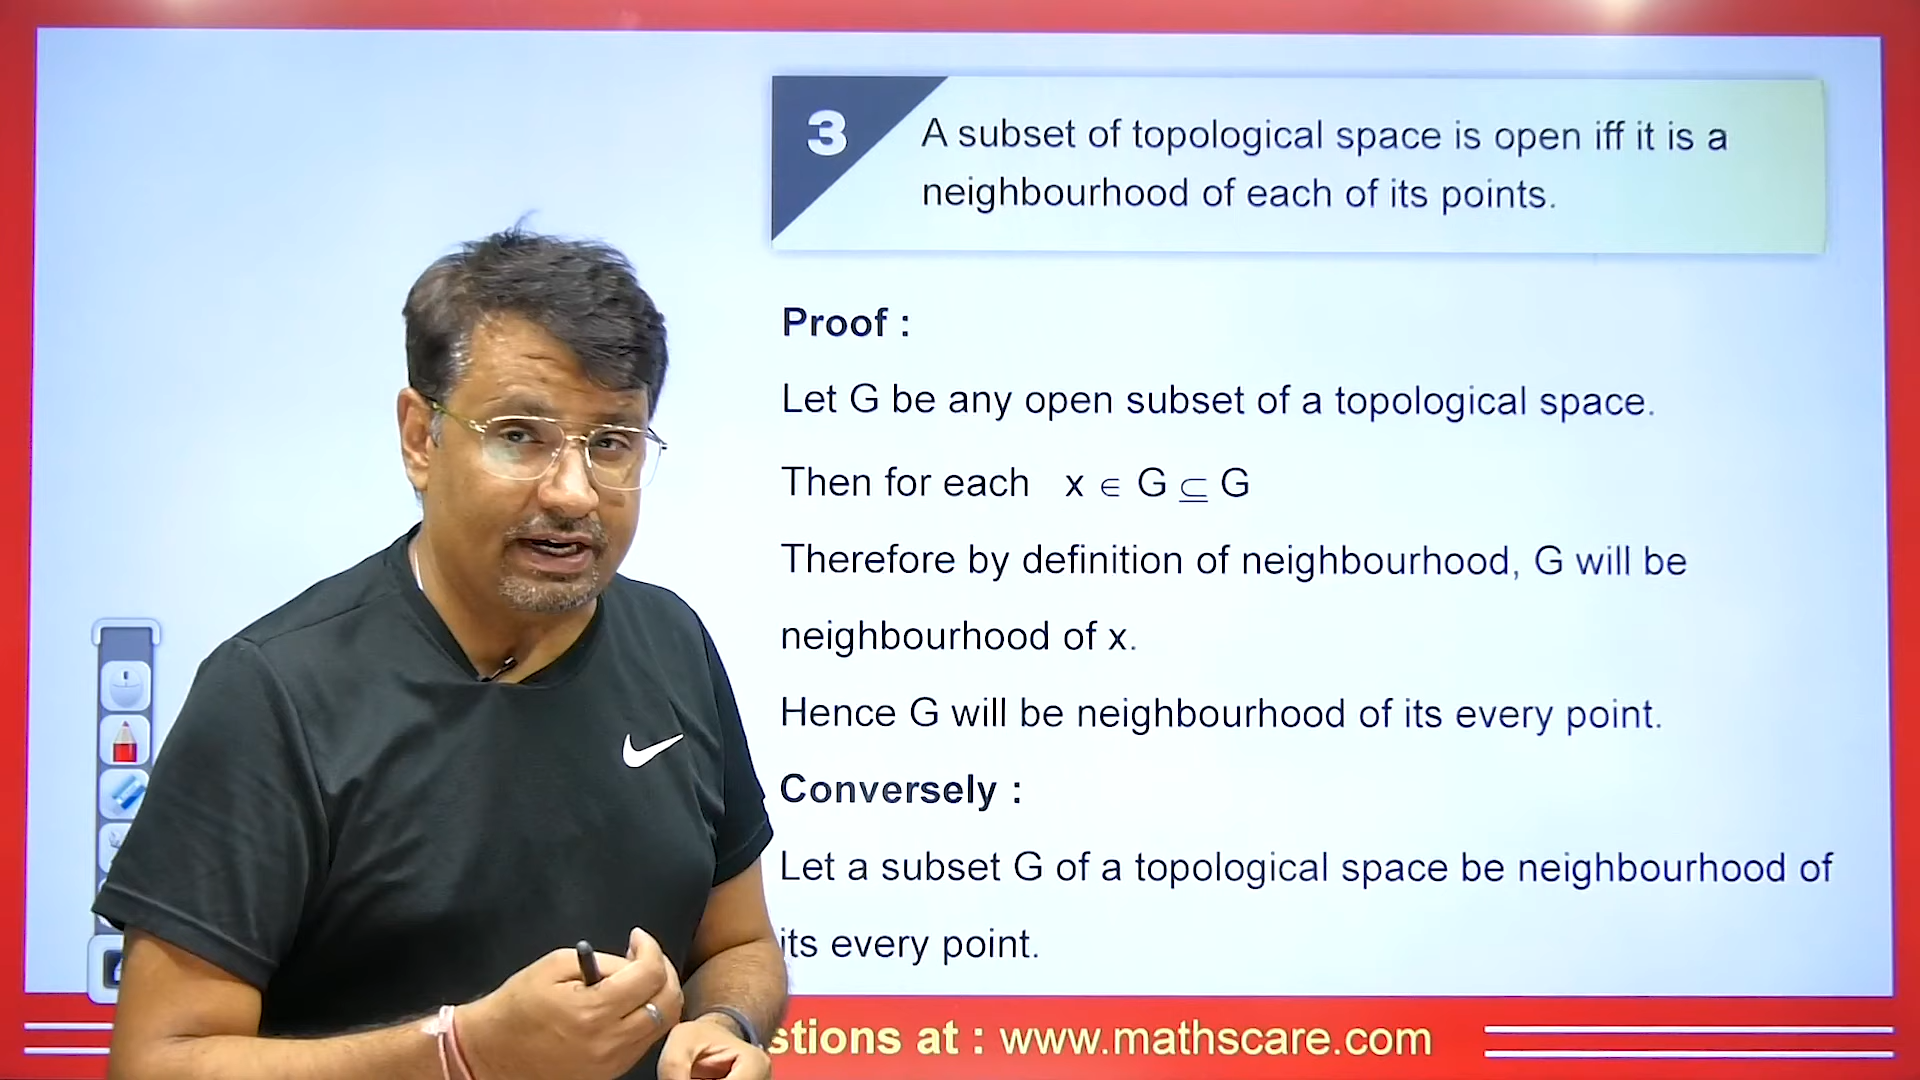 3
A subset of topological space is open iff it is a
neighbourhood of each of its points.
Proof :
Let G be any open subset of a topological space.
Then for each x ∈ G ⊆ G
Therefore by definition of neighbourhood, G will be
neighbourhood of x.
Hence G will be neighbourhood of its every point.
Conversely :
Let a subset G of a topological space be neighbourhood of
its every point.
stions at : www.mathscare.com